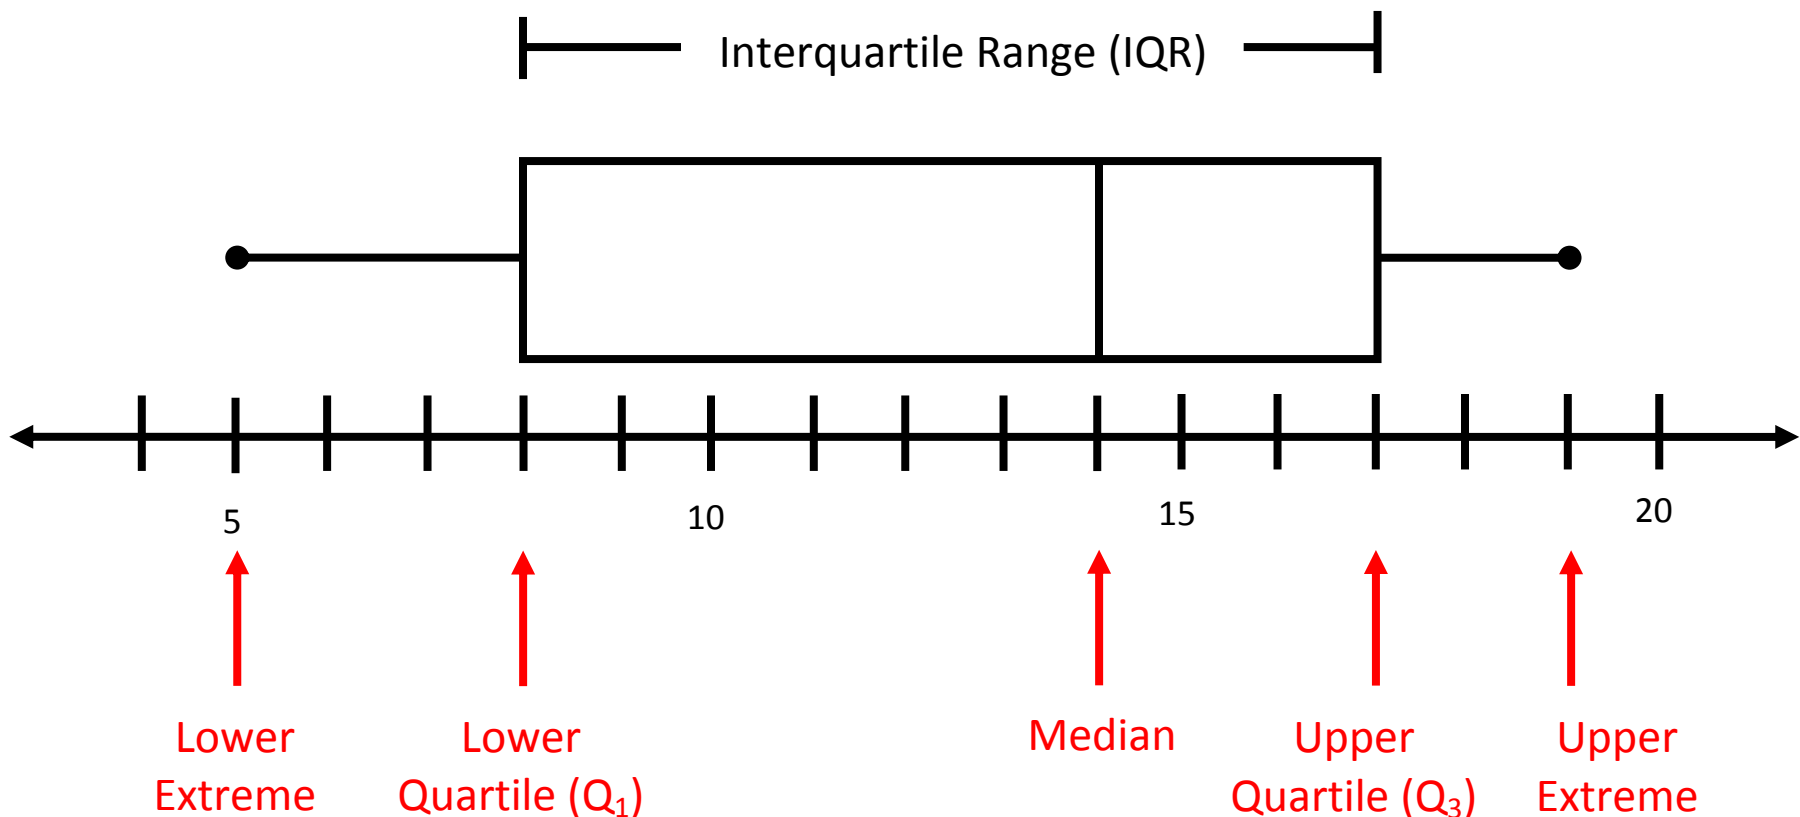 Interquartile Range (IQR)
5
10
15
20
Lower
Extreme
Lower
Quartile (Q₁)
Median
Upper
Quartile (Q₃)
Upper
Extreme